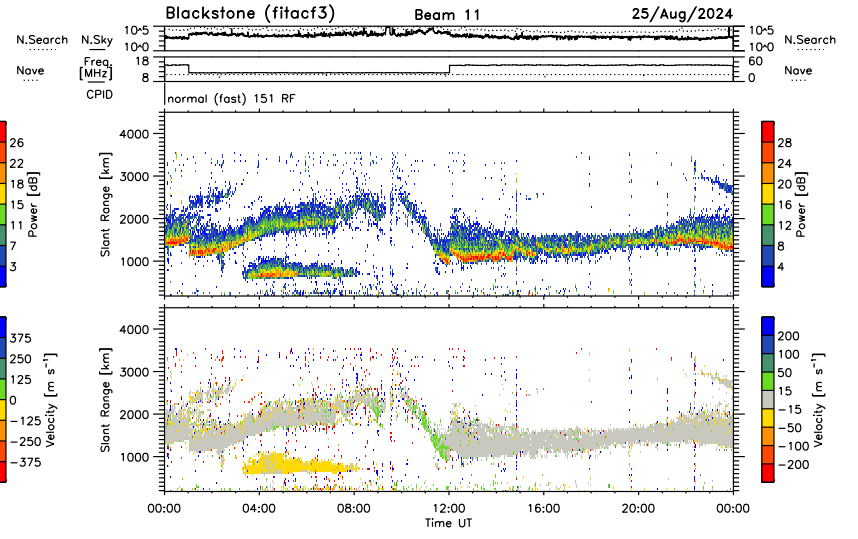 Blackstone (fitacf3) Beam 11 25/Aug/2024
N.Search N.Sky 10^5 10^0 10^5 10^0 N.Search
Nave Freq. [MHz] 18 8 60 0 Nave
CPID normal (fast) 151 RF
Power [dB] 26 22 18 15 11 7 3
Slant Range [km] 4000 3000 2000 1000
Power [dB] 28 24 20 16 12 8 4
Velocity [m s⁻¹] 375 250 125 0 −125 −250 −375
Slant Range [km] 4000 3000 2000 1000
Velocity [m s⁻¹] 200 100 50 15 −15 −50 −100 −200
00:00 04:00 08:00 12:00 16:00 20:00 00:00
Time UT